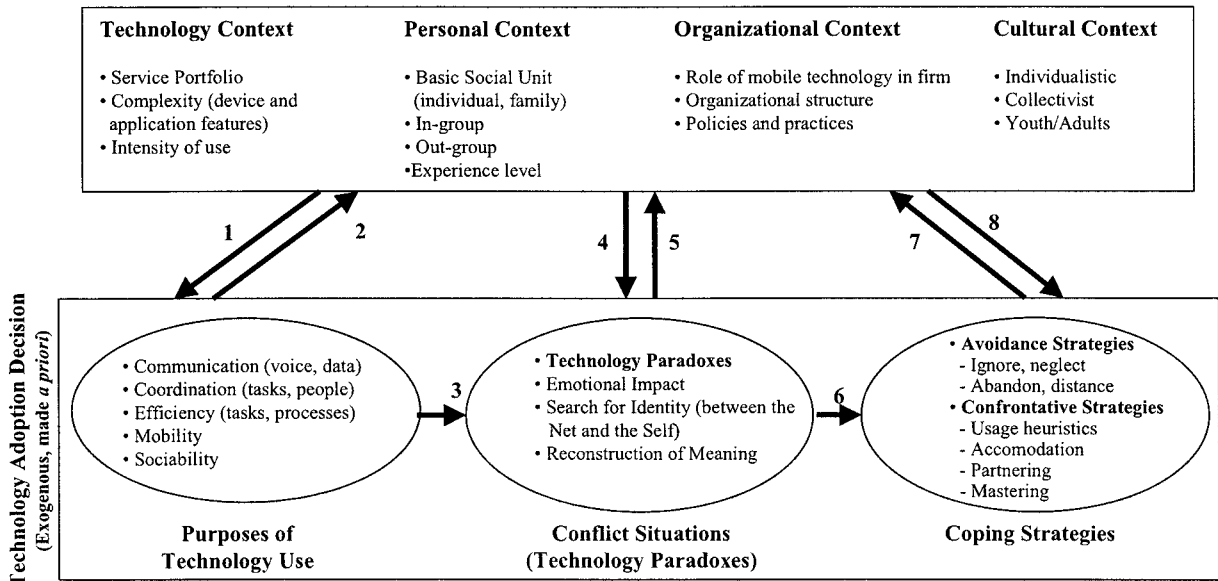 Technology Context
• Service Portfolio
• Complexity (device and
application features)
• Intensity of use
Personal Context
• Basic Social Unit
(individual, family)
• In-group
• Out-group
•Experience level
Organizational Context
• Role of mobile technology in firm
• Organizational structure
• Policies and practices
Cultural Context
• Individualistic
• Collectivist
• Youth/Adults
1
2
4
5
7
8
Technology Adoption Decision
(Exogenous, made a priori)
• Communication (voice, data)
• Coordination (tasks, people)
• Efficiency (tasks, processes)
• Mobility
• Sociability
Purposes of
Technology Use
3
• Technology Paradoxes
• Emotional Impact
• Search for Identity (between the
Net and the Self)
• Reconstruction of Meaning
Conflict Situations
(Technology Paradoxes)
6
• Avoidance Strategies
- Ignore, neglect
- Abandon, distance
• Confrontative Strategies
- Usage heuristics
- Accomodation
- Partnering
- Mastering
Coping Strategies